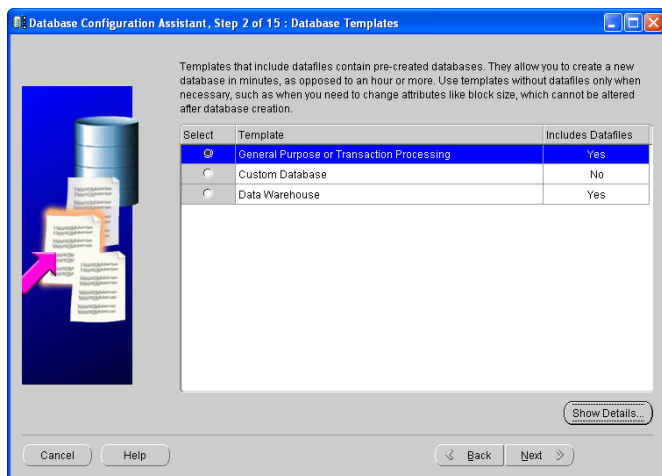 Database Configuration Assistant, Step 2 of 15 : Database Templates
Templates that include datafiles contain pre-created databases. They allow you to create a new
database in minutes, as opposed to an hour or more. Use templates without datafiles only when
necessary, such as when you need to change attributes like block size, which cannot be altered
after database creation.
Select Template Includes Datafiles
General Purpose or Transaction Processing Yes
Custom Database No
Data Warehouse Yes
Show Details...
Cancel Help Back Next